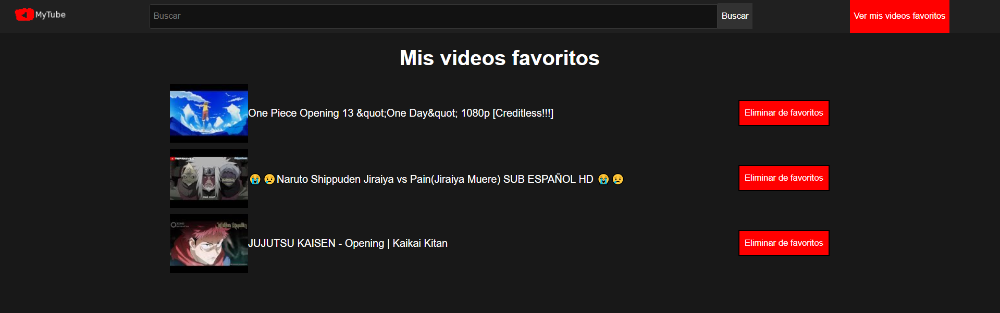 MyTube
Buscar
Buscar
Ver mis videos favoritos
Mis videos favoritos
One Piece Opening 13 &quot;One Day&quot; 1080p [Creditless!!!]
Eliminar de favoritos
😭😢Naruto Shippuden Jiraiya vs Pain(Jiraiya Muere) SUB ESPAÑOL HD 😭😢
Eliminar de favoritos
JUJUTSU KAISEN - Opening | Kaikai Kitan
Eliminar de favoritos